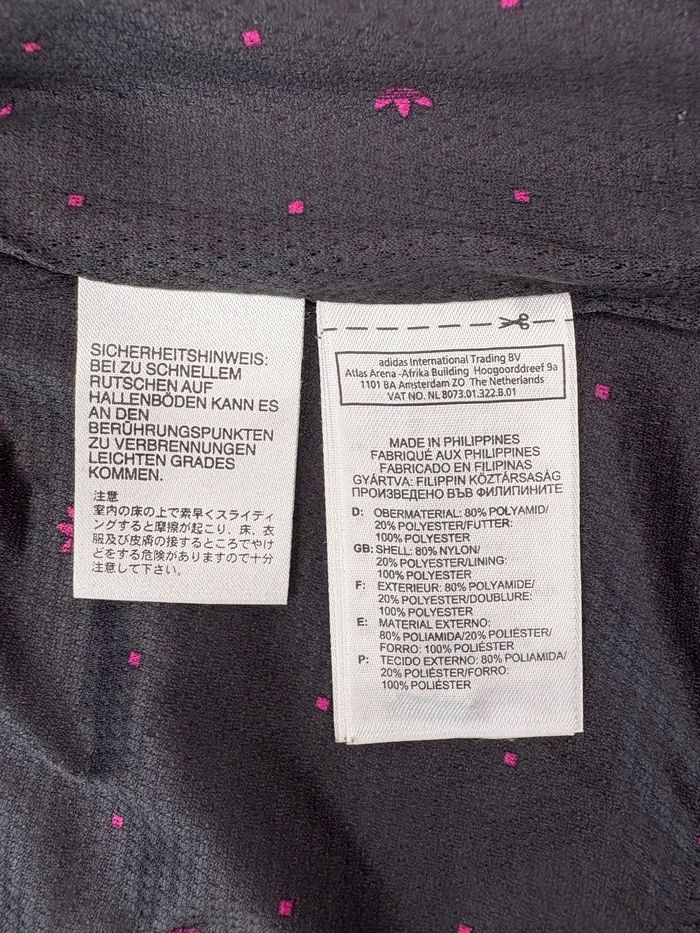 SICHERHEITSHINWEIS:
BEI ZU SCHNELLEM
RUTSCHEN AUF
HALLENBÖDEN KANN ES
AN DEN
BERÜHRUNGSPUNKTEN
ZU VERBRENNUNGEN
LEICHTEN GRADES
KOMMEN.
注意
室内の床の上で素早くスライディ
ングすると摩擦が起こり、床、衣
服及び皮膚の接するところでやけ
どをする危険がありますので十分
注意して下さい。
adidas International Trading BV
Atlas Arena -Afrika Building Hoogoorddreef 9a
1101 BA Amsterdam ZO The Netherlands
VAT NO. NL 8073.01.322.B.01
MADE IN PHILIPPINES
FABRIQUÉ AUX PHILIPPINES
FABRICADO EN FILIPINAS
GYÁRTVA: FILIPPIN KÖZTÁRSASÁG
ПРОИЗВЕДЕНО ВЪВ ФИЛИПИНИТЕ
D: OBERMATERIAL: 80% POLYAMID/
20% POLYESTER/FUTTER:
100% POLYESTER
GB: SHELL: 80% NYLON/
20% POLYESTER/LINING:
100% POLYESTER
F: EXTERIEUR: 80% POLYAMIDE/
20% POLYESTER/DOUBLURE:
100% POLYESTER
E: MATERIAL EXTERNO:
80% POLIAMIDA/20% POLIÉSTER/
FORRO: 100% POLIÉSTER
P: TECIDO EXTERNO: 80% POLIAMIDA/
20% POLIÉSTER/FORRO:
100% POLIÉSTER